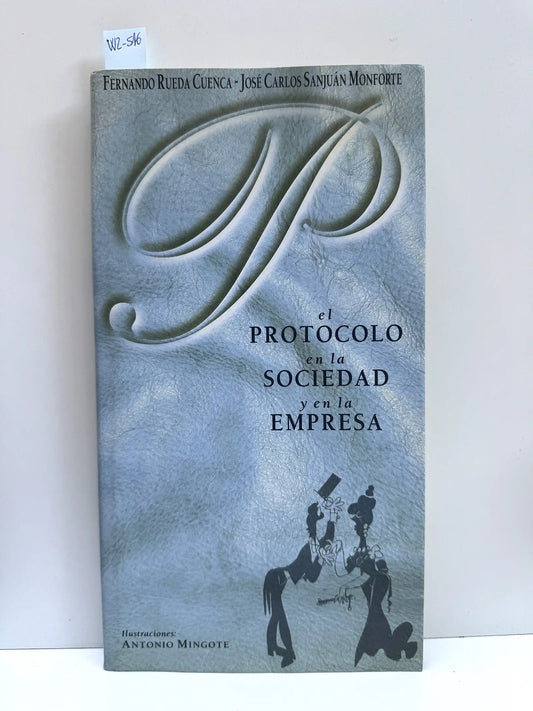 W2-546
FERNANDO RUEDA CUENCA - JOSÉ CARLOS SANJUÁN MONFORTE
P
el
PROTOCOLO
en la
SOCIEDAD
y en la
EMPRESA
Ilustraciones:
ANTONIO MINGOTE